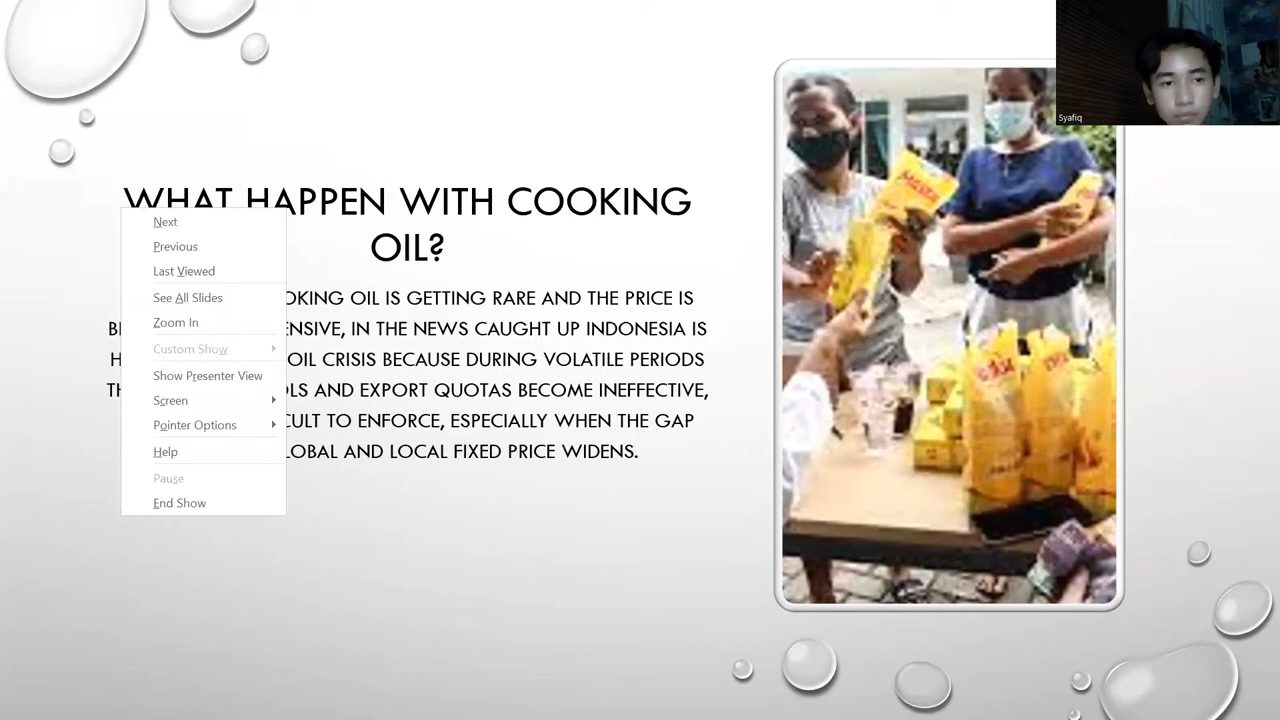 WHAT HAPPEN WITH COOKING
OIL?
OKING OIL IS GETTING RARE AND THE PRICE IS
ENSIVE, IN THE NEWS CAUGHT UP INDONESIA IS
H OIL CRISIS BECAUSE DURING VOLATILE PERIODS
TH LS AND EXPORT QUOTAS BECOME INEFFECTIVE,
CULT TO ENFORCE, ESPECIALLY WHEN THE GAP
LOBAL AND LOCAL FIXED PRICE WIDENS.
Next
Previous
Last Viewed
See All Slides
Zoom In
Custom Show
Show Presenter View
Screen
Pointer Options
Help
Pause
End Show
Syafiq